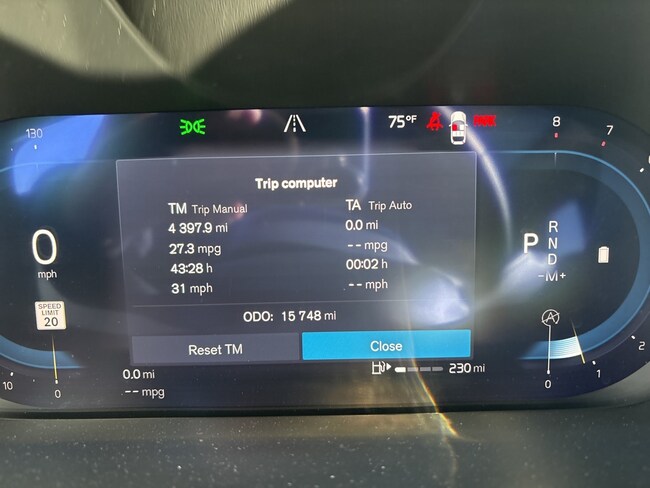 130
75°F
8
7
6
Trip computer
TM Trip Manual
4 397.9 mi
27.3 mpg
43:28 h
31 mph
TA Trip Auto
0.0 mi
-- mpg
00:02 h
-- mph
0
mph
P
R
N
D
-M+
SPEED
LIMIT
20
ODO: 15 748 mi
Reset TM
Close
10
0
0.0 mi
-- mpg
230 mi
A
0
1
2